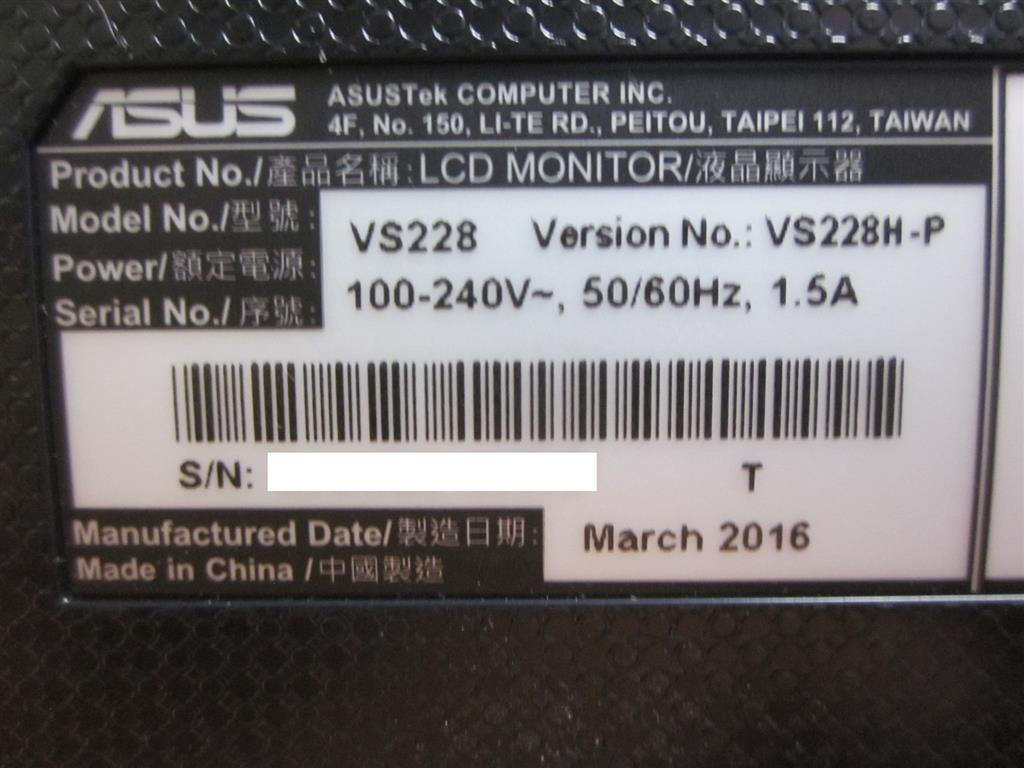 ASUS
ASUSTek COMPUTER INC.
4F, No. 150, LI-TE RD., PEITOU, TAIPEI 112, TAIWAN
Product No./產品名稱:LCD MONITOR/液晶顯示器
Model No./型號: VS228 Version No.: VS228H-P
Power/額定電源: 100-240V~, 50/60Hz, 1.5A
Serial No./序號:
S/N: T
Manufactured Date/製造日期: March 2016
Made in China /中國製造